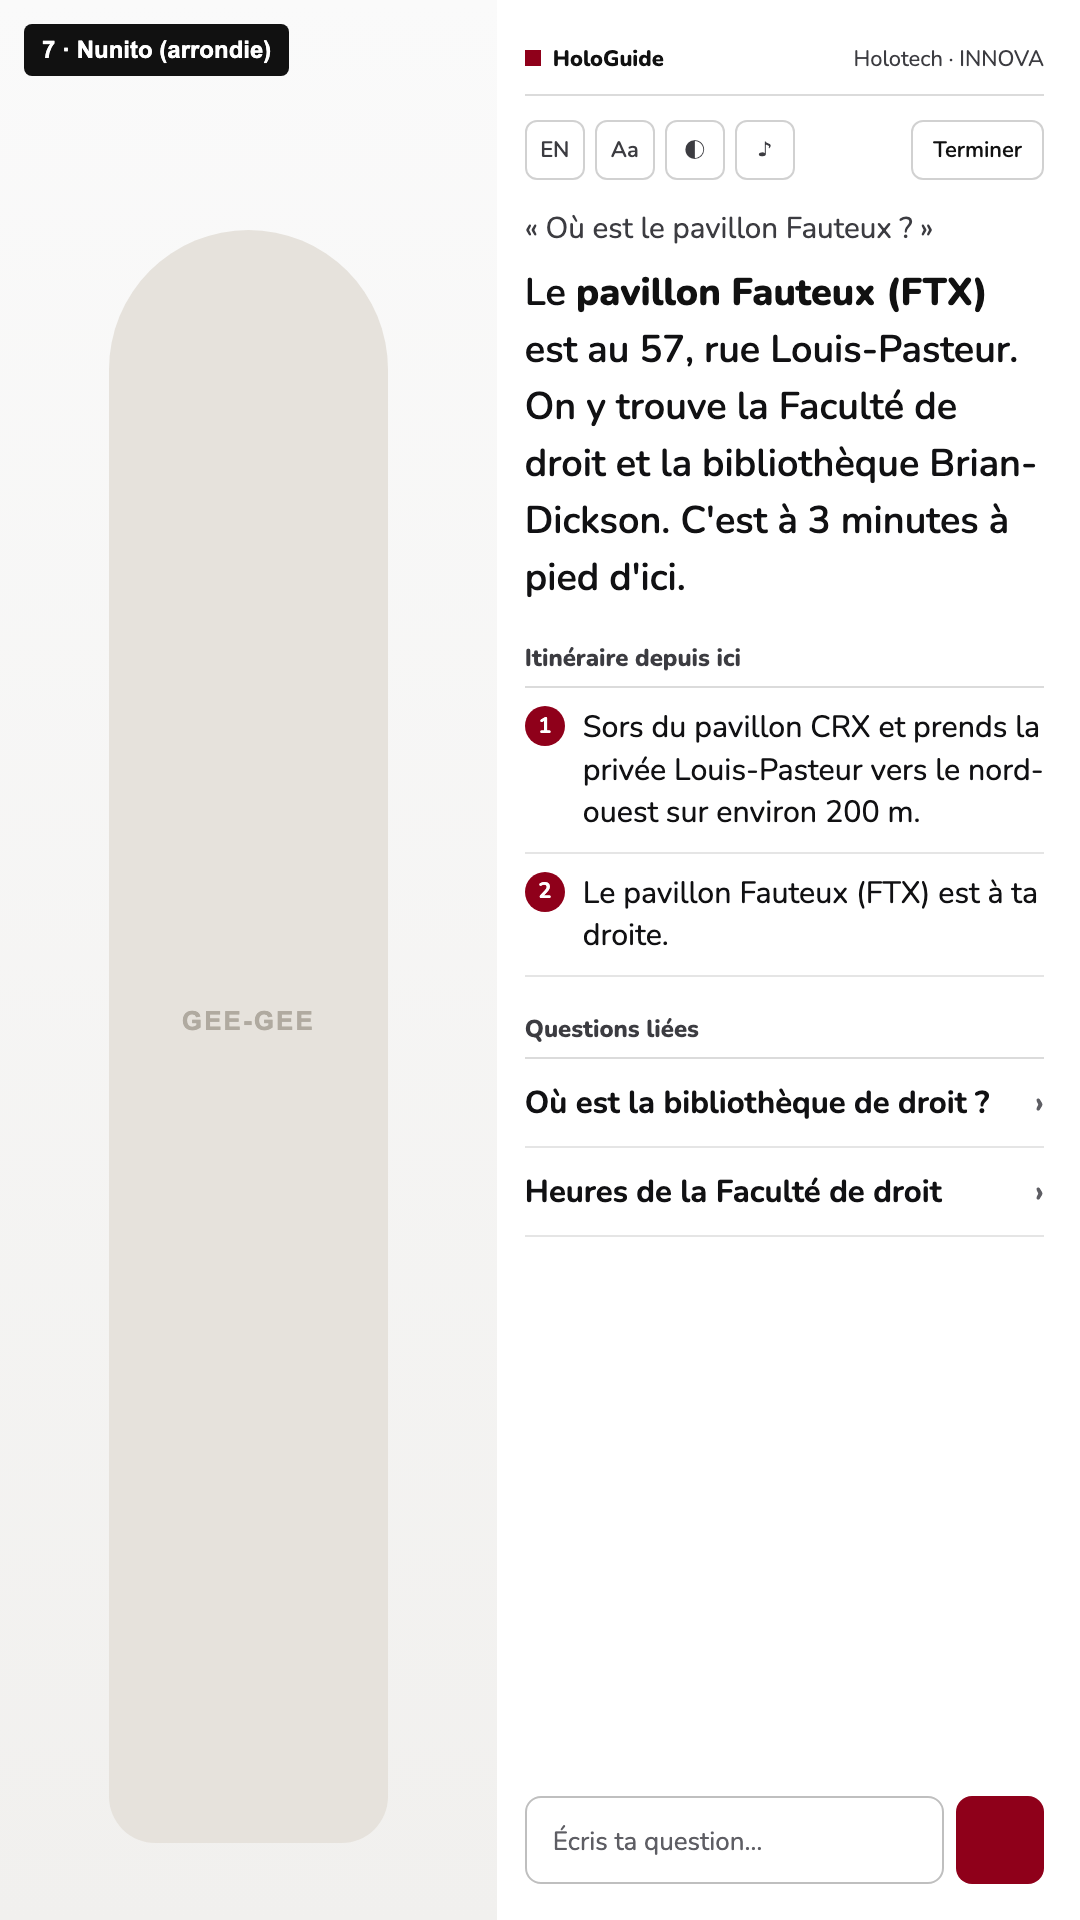 7 · Nunito (arrondie)
HoloGuide
Holotech · INNOVA
EN
Aa
◐
♪
Terminer
« Où est le pavillon Fauteux ? »
Le pavillon Fauteux (FTX)
est au 57, rue Louis-Pasteur.
On y trouve la Faculté de
droit et la bibliothèque Brian-
Dickson. C'est à 3 minutes à
pied d'ici.
Itinéraire depuis ici
1 Sors du pavillon CRX et prends la
privée Louis-Pasteur vers le nord-
ouest sur environ 200 m.
2 Le pavillon Fauteux (FTX) est à ta
droite.
GEE-GEE
Questions liées
Où est la bibliothèque de droit ? ›
Heures de la Faculté de droit ›
Écris ta question...